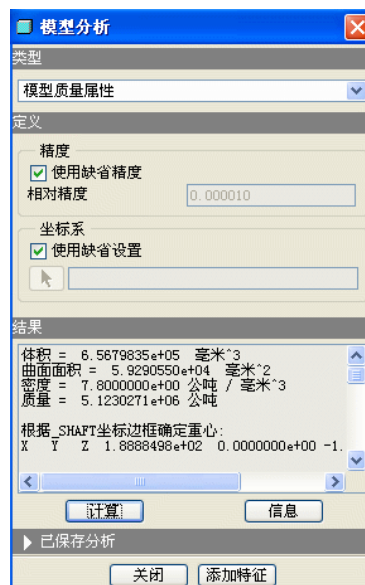 模型分析
类型
模型质量属性
定义
精度
使用缺省精度
相对精度 0.000010
坐标系
使用缺省设置
结果
体积 = 6.5679835e+05 毫米^3
曲面面积 = 5.9290550e+04 毫米^2
密度 = 7.8000000e+00 公吨 / 毫米^3
质量 = 5.1230271e+06 公吨
根据_SHAFT坐标边框确定重心:
X Y Z 1.8888498e+02 0.0000000e+00 -1.
计算 信息
已保存分析
关闭 添加特征